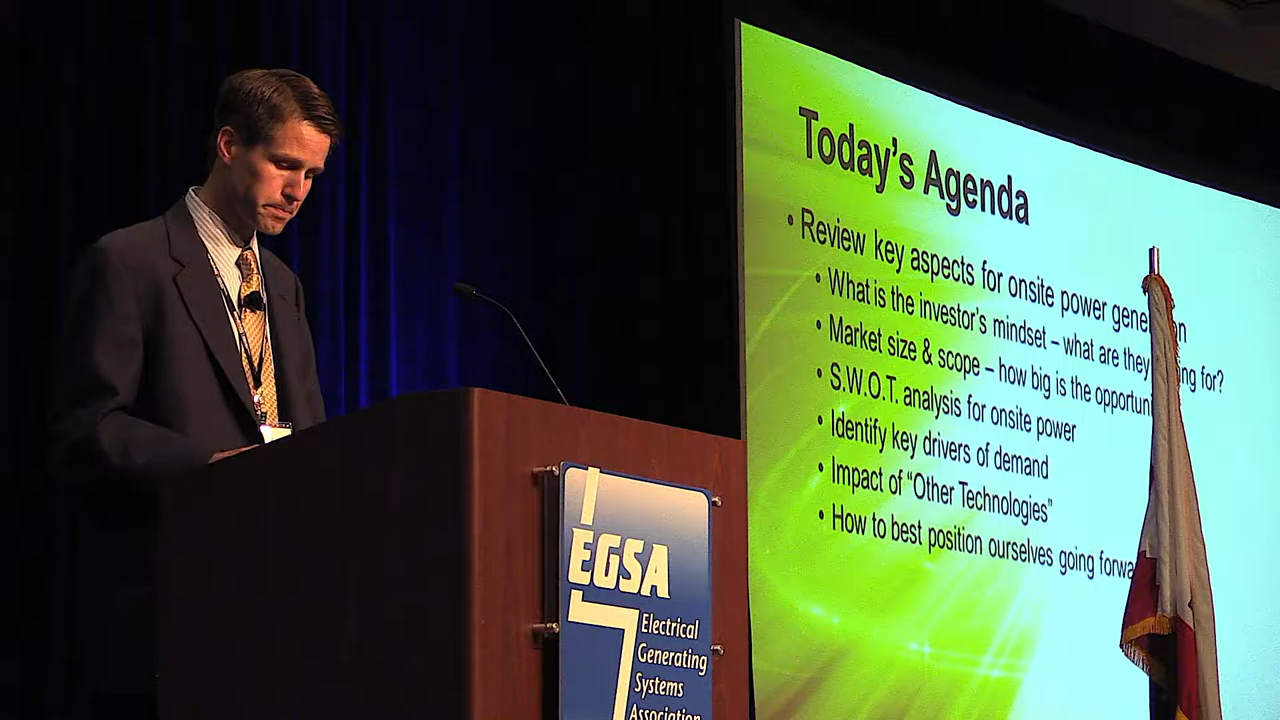 Today's Agenda
• Review key aspects for onsite power gene
• What is the investor's mindset – what are they for?
• Market size & scope – how big is the
• S.W.O.T. analysis for onsite power
• Identify key drivers of demand
• Impact of “Other Technologies”
• How to best position ourselves going
EGSA
Electrical
Generating
Systems
Association